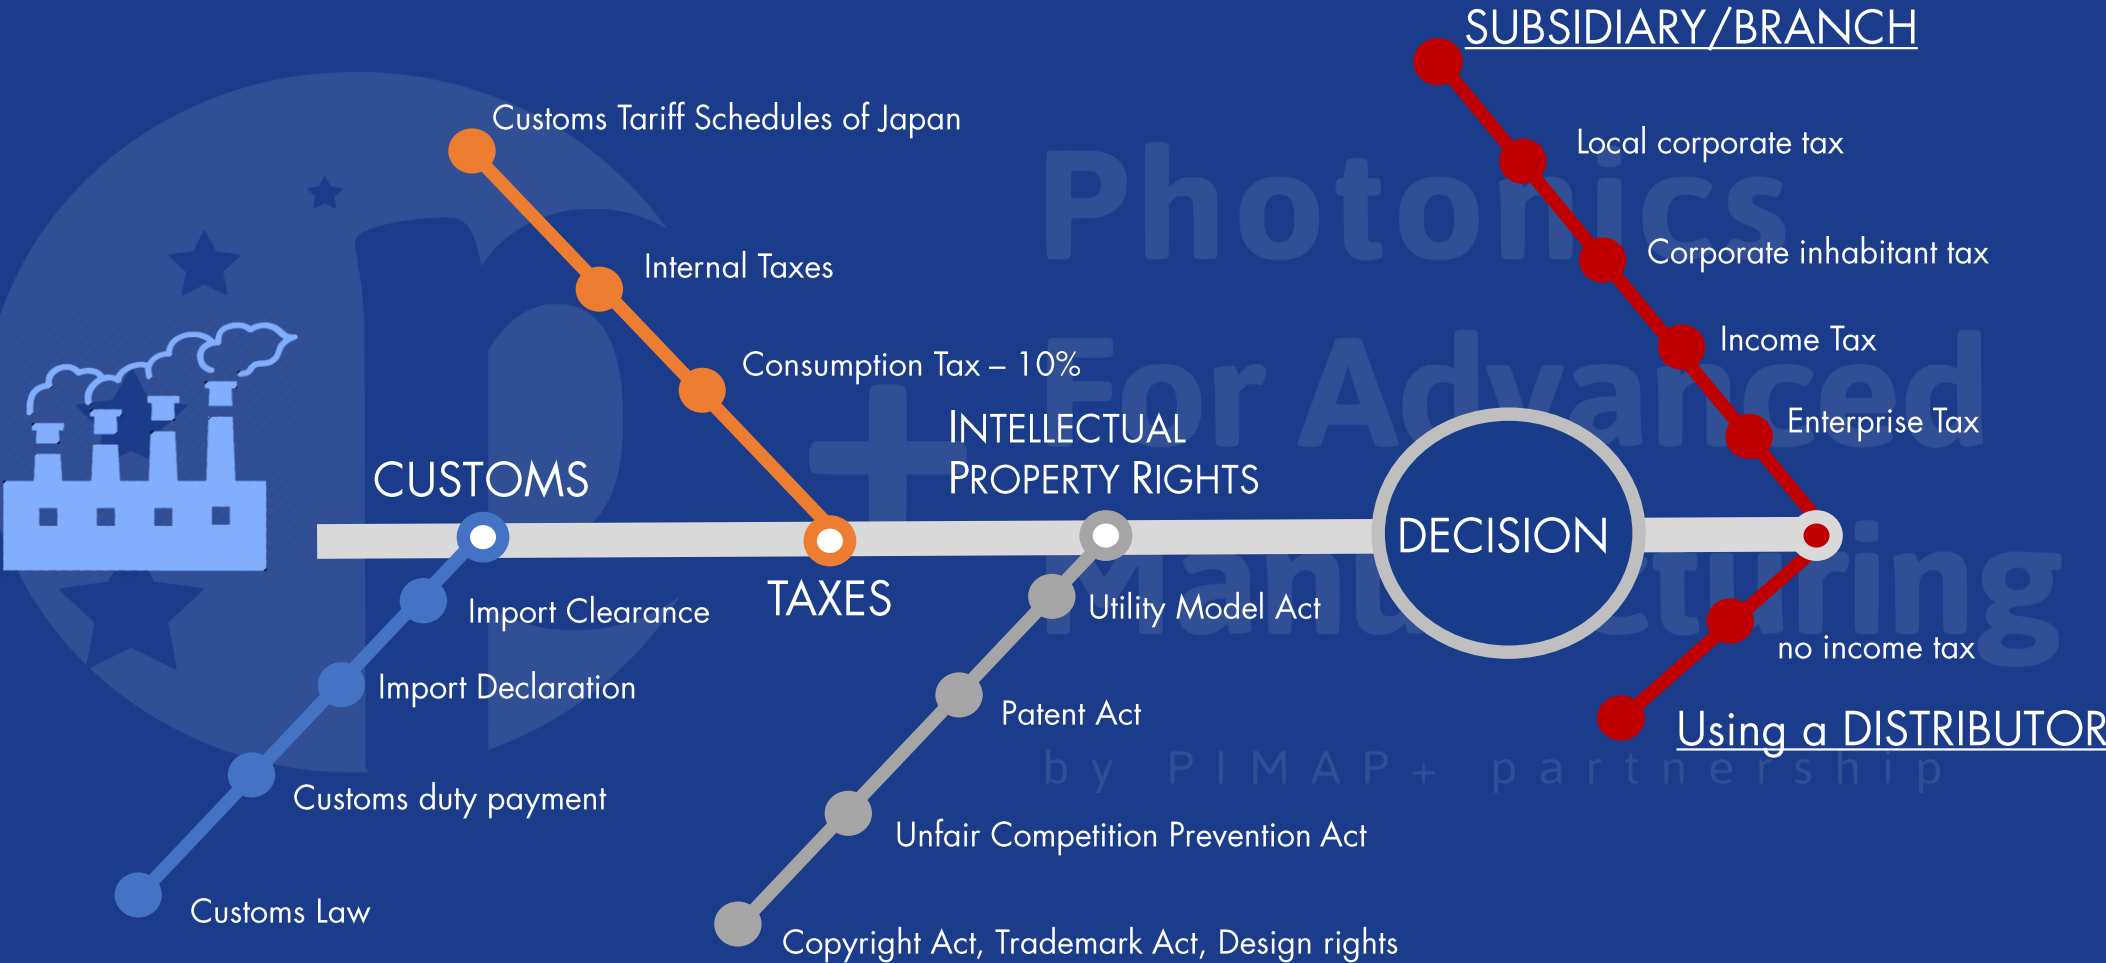 SUBSIDIARY/BRANCH
Customs Tariff Schedules of Japan
Local corporate tax
Photonics
Internal Taxes
Corporate inhabitant tax
Income Tax
Consumption Tax – 10%
For Advanced
Enterprise Tax
INTELLECTUAL
PROPERTY RIGHTS
CUSTOMS
DECISION
TAXES
Import Clearance
Utility Model Act
no income tax
Import Declaration
Patent Act
Using a DISTRIBUTOR
by PIMAP+ partnership
Customs duty payment
Unfair Competition Prevention Act
Customs Law
Copyright Act, Trademark Act, Design rights